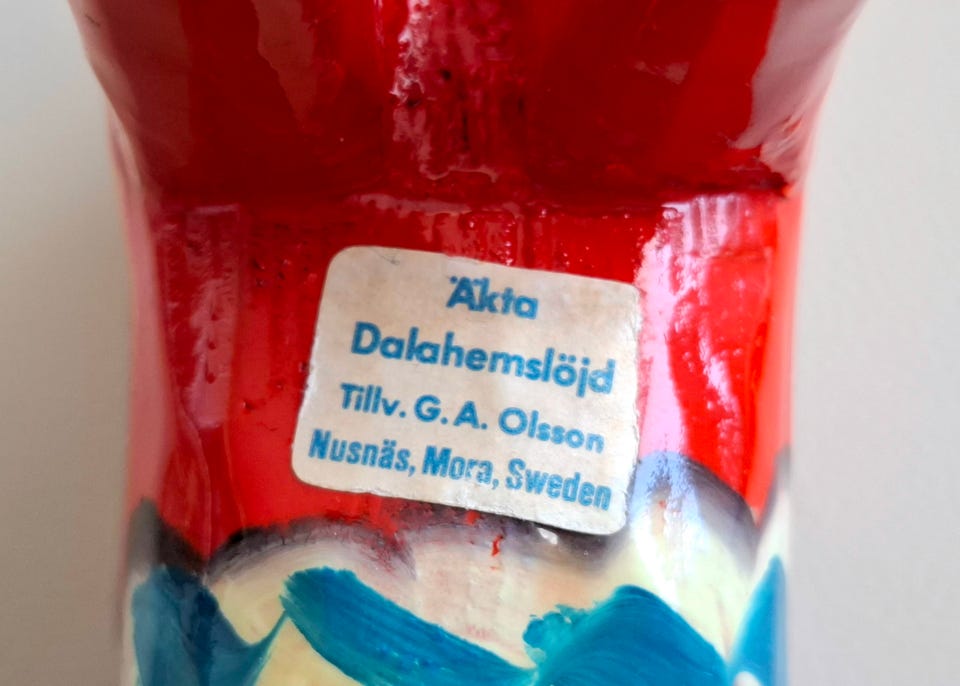 Äkta
Dalahemslöjd
Tillv. G. A. Olsson
Nusnäs, Mora, Sweden